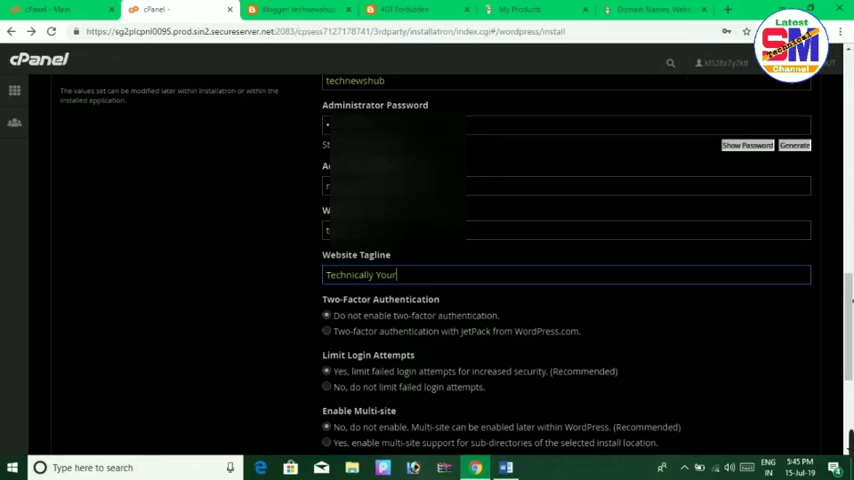 cPanel - Main
cPanel -
Blogger: technewshub
403 Forbidden
My Products
Domain Names, Websi
https://sg2plcpnl0095.prod.sin2.secureserver.net:2083/cpsess7127178741/3rdparty/installatron/index.cgi#/wordpress/install
Latest
SM
Technical
Channel
cPanel
The values set can be modified later within Installatron or within the
installed application.
technewshub
Administrator Password
Show Password
Generate
Website Tagline
Technically Your
Two-Factor Authentication
Do not enable two-factor authentication.
Two-factor authentication with JetPack from WordPress.com.
Limit Login Attempts
Yes, limit failed login attempts for increased security. (Recommended)
No, do not limit failed login attempts.
Enable Multi-site
No, do not enable. Multi-site can be enabled later within WordPress. (Recommended)
Yes, enable multi-site support for sub-directories of the selected install location.
Type here to search
ENG
IN
5:45 PM
15-Jul-19